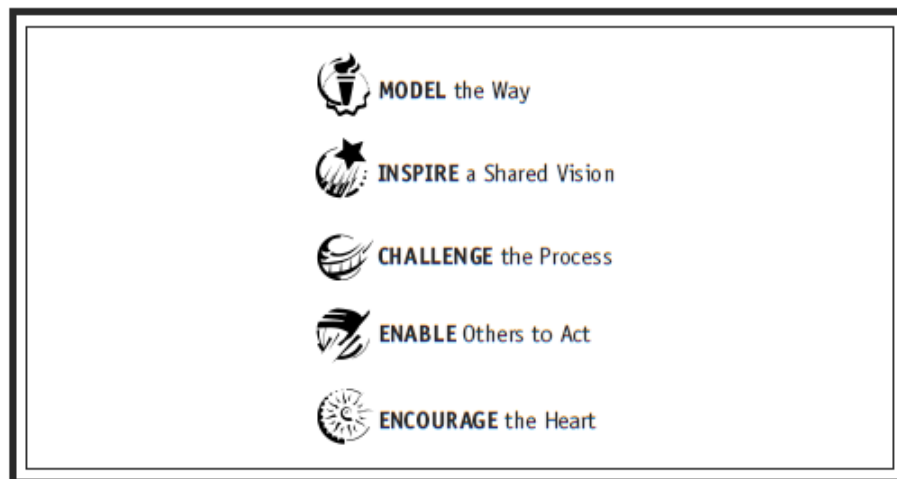 MODEL the Way
INSPIRE a Shared Vision
CHALLENGE the Process
ENABLE Others to Act
ENCOURAGE the Heart